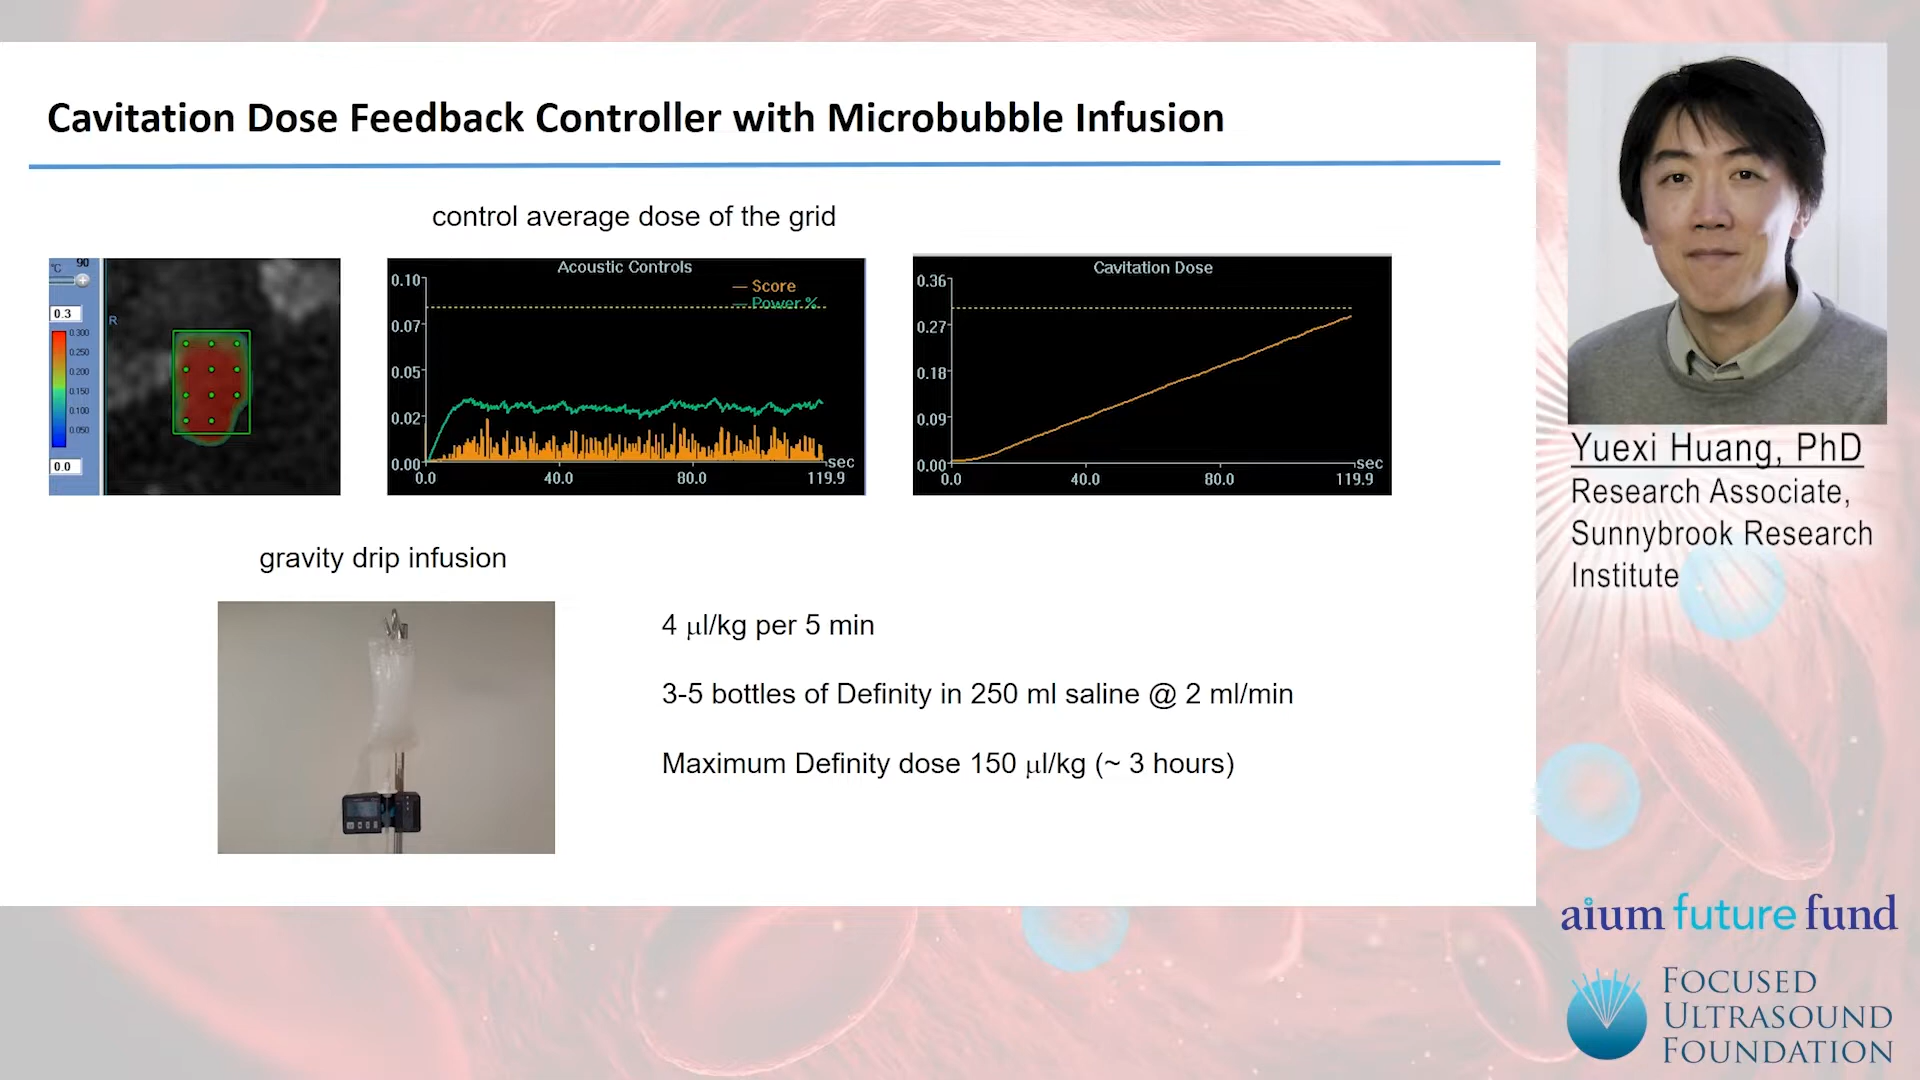 Cavitation Dose Feedback Controller with Microbubble Infusion
control average dose of the grid
°C 90
0.3
0.300
0.250
0.200
0.150
0.100
0.050
0.0
R
Acoustic Controls
Score
Power %
0.10
0.07
0.05
0.02
0.00
0.0 40.0 80.0 119.9
sec
Cavitation Dose
0.36
0.27
0.18
0.09
0.00
0.0 40.0 80.0 119.9
sec
gravity drip infusion
4 μl/kg per 5 min
3-5 bottles of Definity in 250 ml saline @ 2 ml/min
Maximum Definity dose 150 μl/kg (~ 3 hours)
Yuexi Huang, PhD
Research Associate,
Sunnybrook Research
Institute
aium future fund
FOCUSED
ULTRASOUND
FOUNDATION